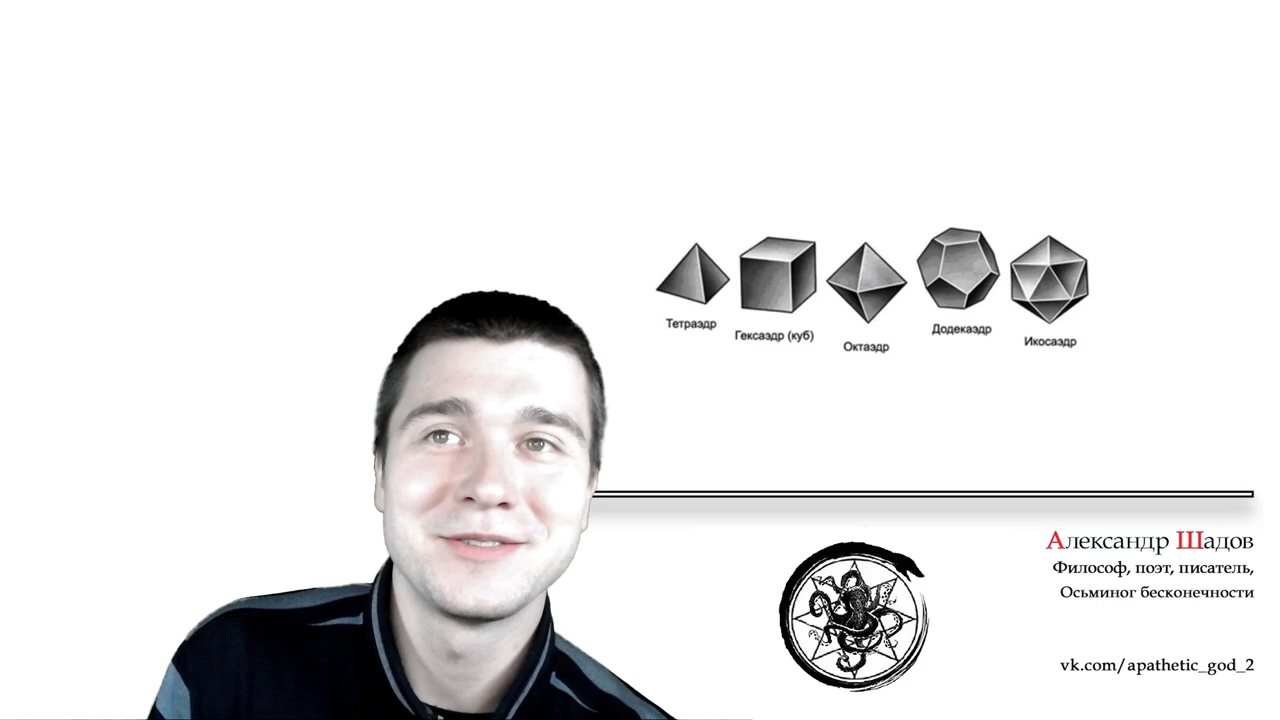 Тетраэдр
Гексаэдр (куб)
Октаэдр
Додекаэдр
Икосаэдр
Александр Шадов
Философ, поэт, писатель,
Осьминог бесконечности
vk.com/apathetic_god_2